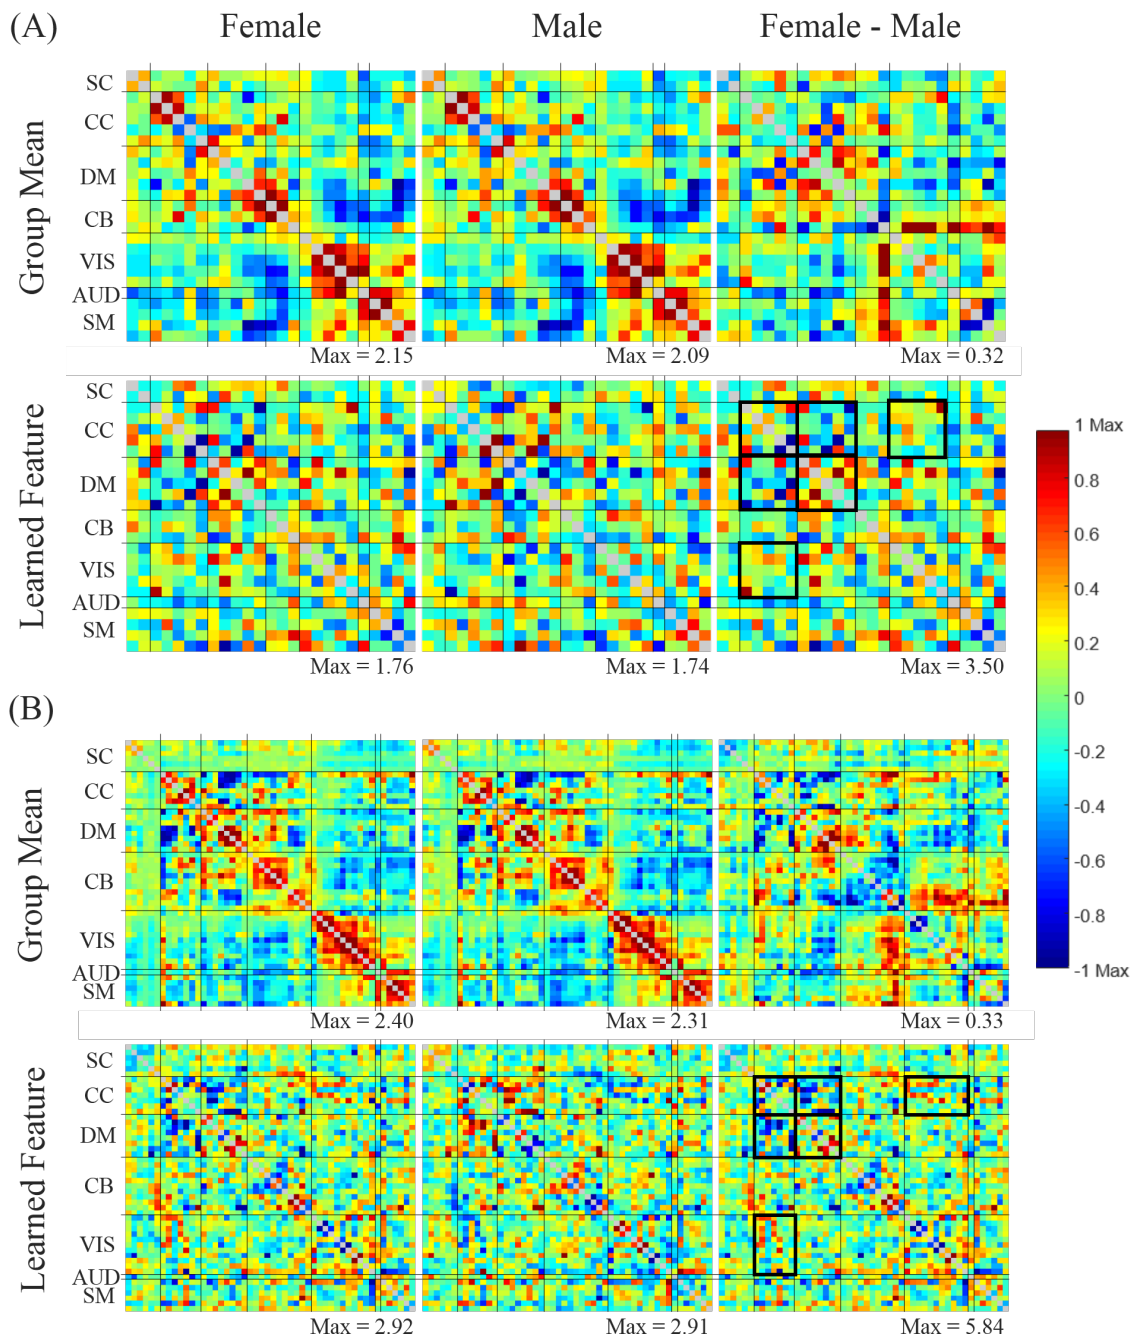 (A)
Female
Male
Female - Male
Group Mean
SC
CC
DM
CB
VIS
AUD
SM
Max = 2.15
Max = 2.09
Max = 0.32
Learned Feature
SC
CC
DM
CB
VIS
AUD
SM
Max = 1.76
Max = 1.74
Max = 3.50
1 Max
0.8
0.6
0.4
0.2
0
-0.2
-0.4
-0.6
-0.8
-1 Max
(B)
Group Mean
SC
CC
DM
CB
VIS
AUD
SM
Max = 2.40
Max = 2.31
Max = 0.33
Learned Feature
SC
CC
DM
CB
VIS
AUD
SM
Max = 2.92
Max = 2.91
Max = 5.84